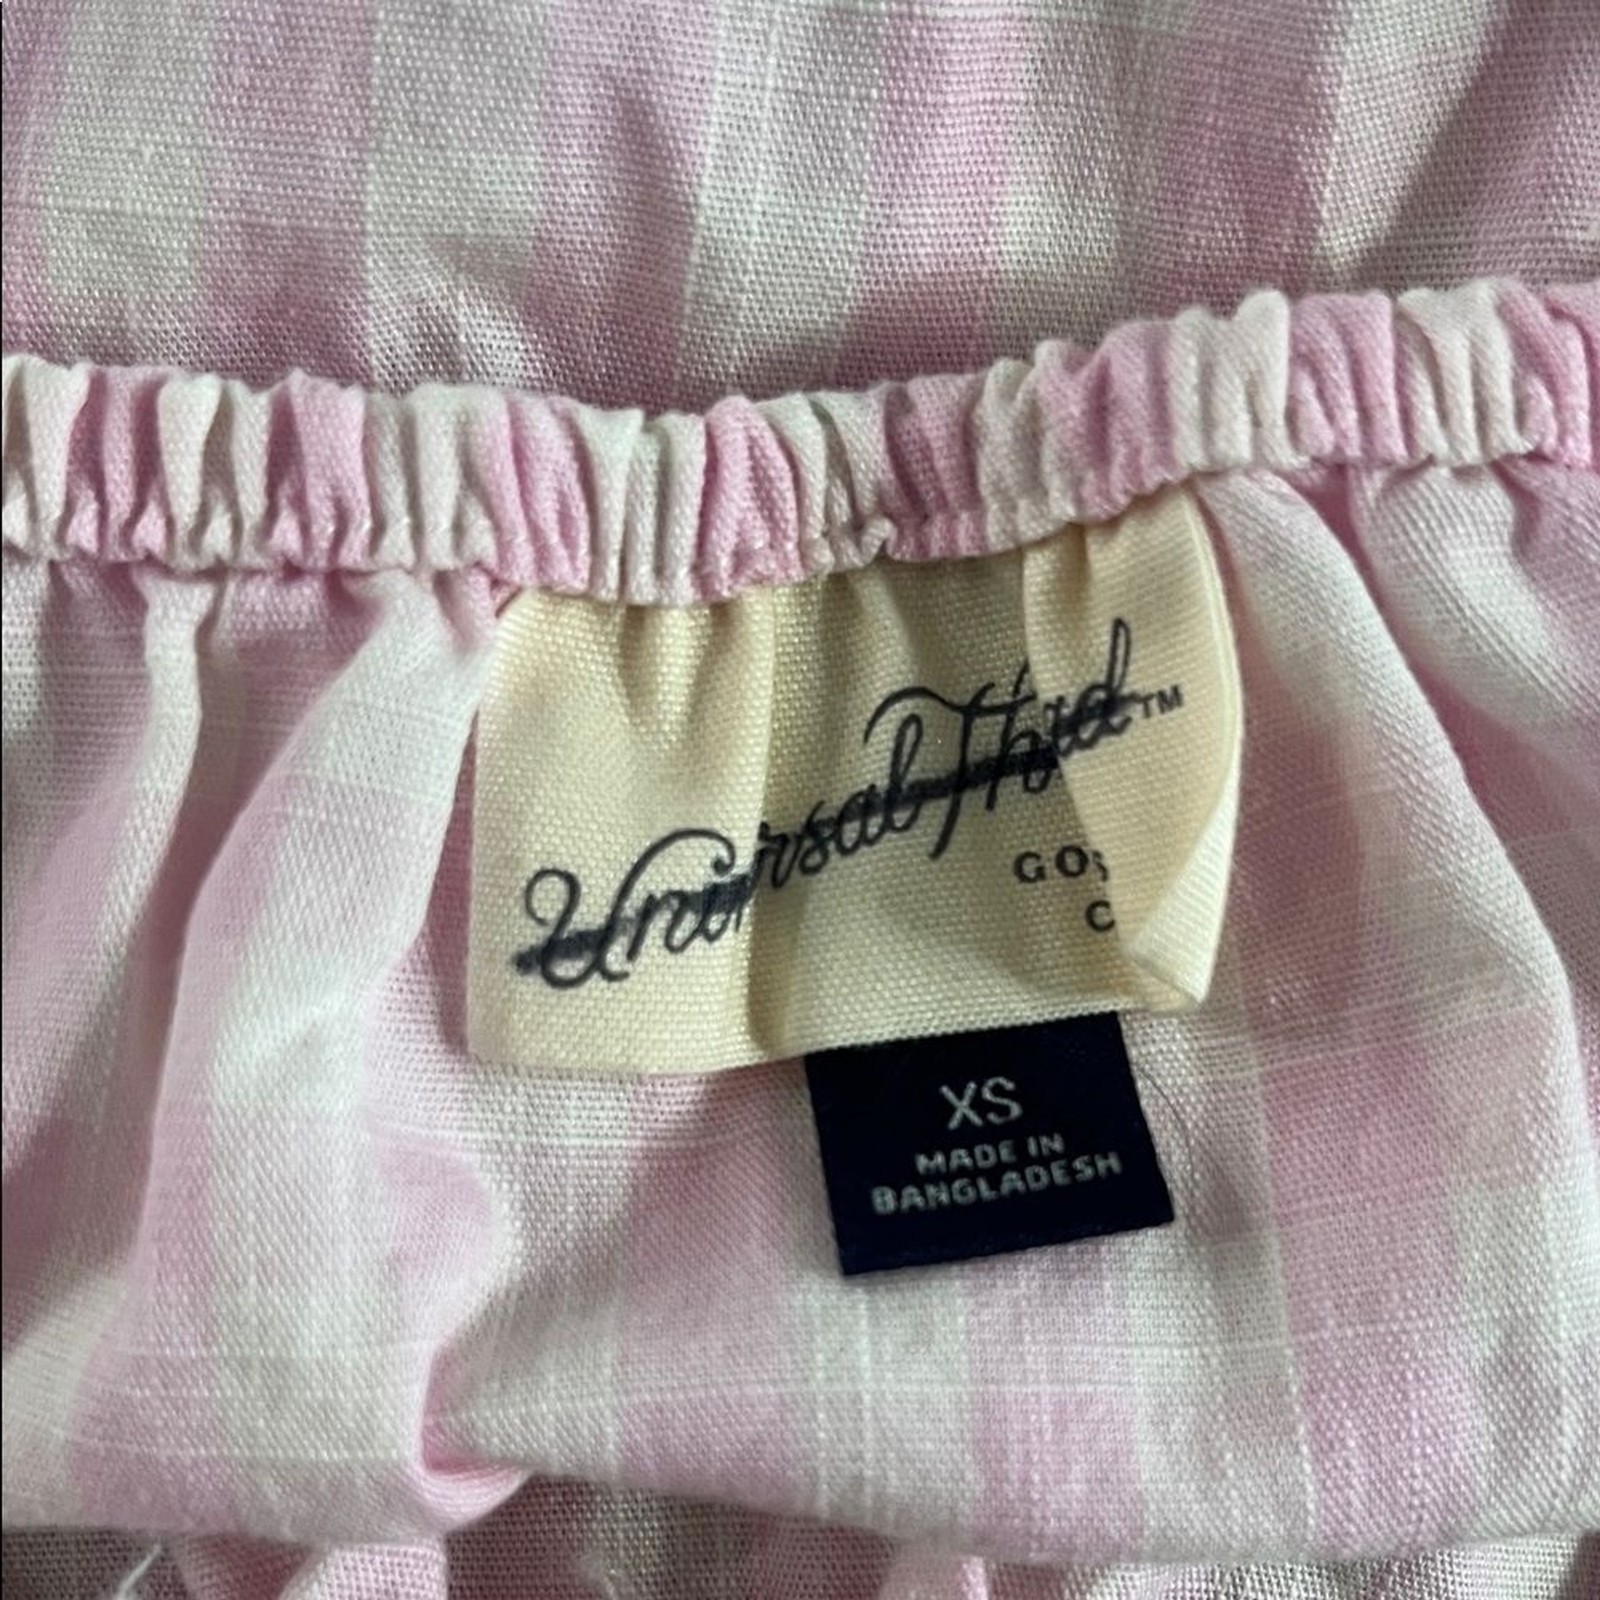 Universal Thread™
GO
C
XS
MADE IN
BANGLADESH